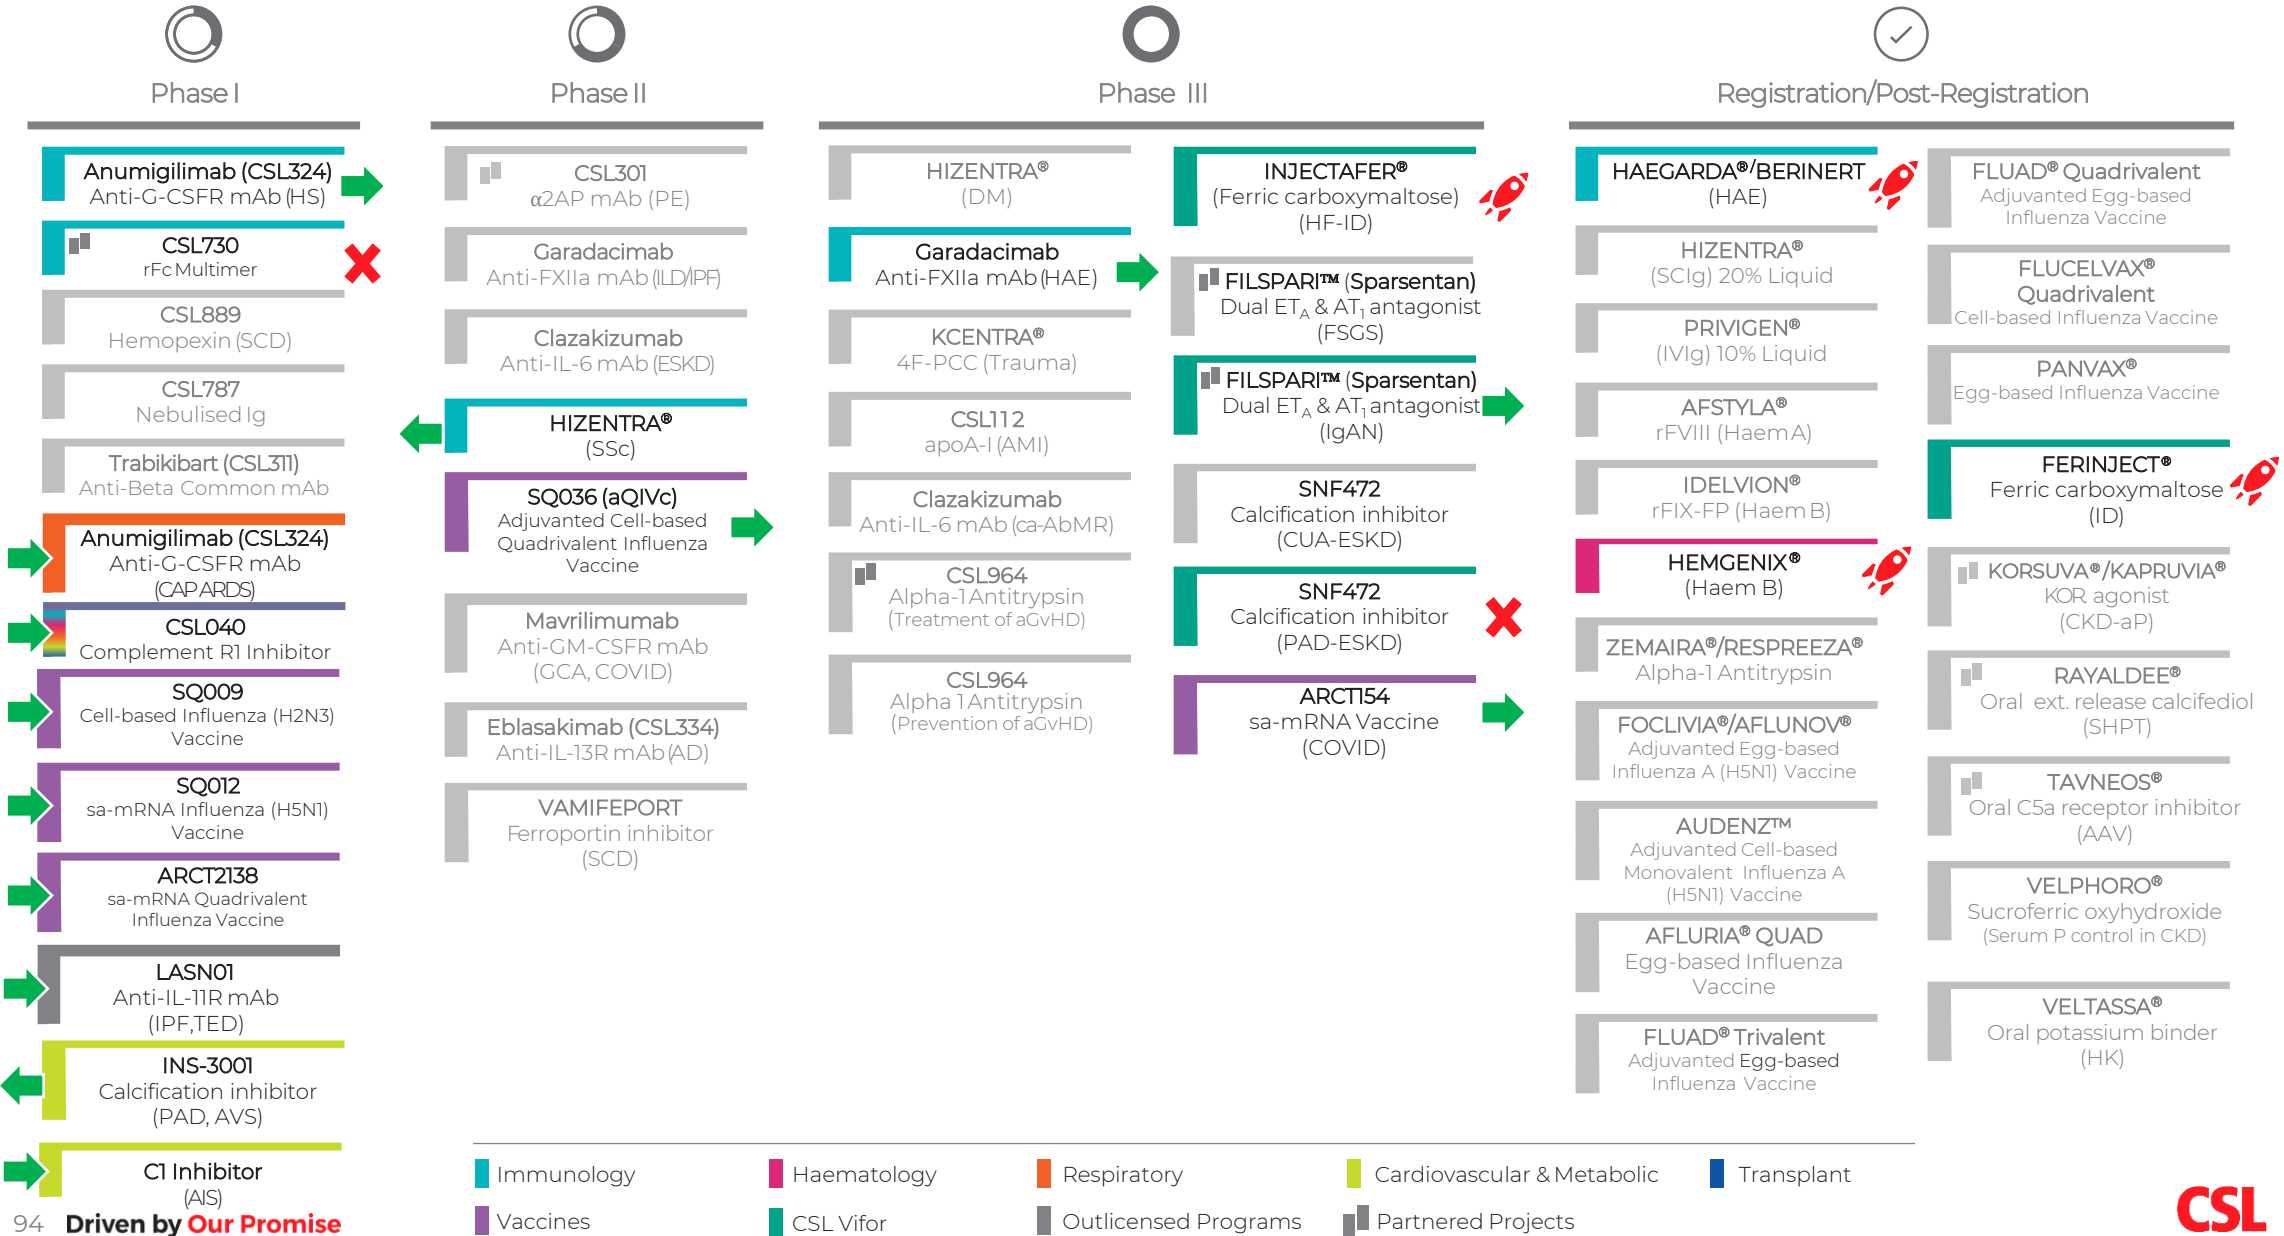 Phase I
Anumigilimab (CSL324)
Anti-G-CSFR mAb (HS)
CSL730
rFc Multimer
CSL889
Hemopexin (SCD)
CSL787
Nebulised Ig
Trabikibart (CSL311)
Anti-Beta Common mAb
Anumigilimab (CSL324)
Anti-G-CSFR mAb
(CAP ARDS)
CSL040
Complement R1 Inhibitor
SQ009
Cell-based Influenza (H2N3)
Vaccine
SQ012
sa-mRNA Influenza (H5N1)
Vaccine
ARCT2138
sa-mRNA Quadrivalent
Influenza Vaccine
LASN01
Anti-IL-11R mAb
(IPF,TED)
INS-3001
Calcification inhibitor
(PAD, AVS)
C1 Inhibitor
(AIS)
Phase II
CSL301
α2AP mAb (PE)
Garadacimab
Anti-FXIIa mAb (ILD/IPF)
Clazakizumab
Anti-IL-6 mAb (ESKD)
HIZENTRA®
(SSc)
SQ036 (aQIVc)
Adjuvanted Cell-based
Quadrivalent Influenza
Vaccine
Mavrilimumab
Anti-GM-CSFR mAb
(GCA, COVID)
Eblasakimab (CSL334)
Anti-IL-13R mAb (AD)
VAMIFEPORT
Ferroportin inhibitor
(SCD)
Phase III
HIZENTRA®
(DM)
Garadacimab
Anti-FXIIa mAb (HAE)
KCENTRA®
4F-PCC (Trauma)
CSL112
apoA-I (AMI)
Clazakizumab
Anti-IL-6 mAb (ca-AbMR)
CSL964
Alpha-1 Antitrypsin
(Treatment of aGvHD)
CSL964
Alpha 1 Antitrypsin
(Prevention of aGvHD)
INJECTAFER®
(Ferric carboxymaltose)
(HF-ID)
FILSPARI™ (Sparsentan)
Dual ETA & AT1 antagonist
(FSGS)
FILSPARI™ (Sparsentan)
Dual ETA & AT1 antagonist
(IgAN)
SNF472
Calcification inhibitor
(CUA-ESKD)
SNF472
Calcification inhibitor
(PAD-ESKD)
ARCT154
sa-mRNA Vaccine
(COVID)
Registration/Post-Registration
HAEGARDA®/BERINERT
(HAE)
HIZENTRA®
(SCIg) 20% Liquid
PRIVIGEN®
(IVIg) 10% Liquid
AFSTYLA®
rFVIII (Haem A)
IDELVION®
rFIX-FP (Haem B)
HEMGENIX®
(Haem B)
ZEMAIRA®/RESPREEZA®
Alpha-1 Antitrypsin
FOCLIVIA®/AFLUNOV®
Adjuvanted Egg-based
Influenza A (H5N1) Vaccine
AUDENZ™
Adjuvanted Cell-based
Monovalent Influenza A
(H5N1) Vaccine
AFLURIA® QUAD
Egg-based Influenza
Vaccine
FLUAD® Trivalent
Adjuvanted Egg-based
Influenza Vaccine
FLUAD® Quadrivalent
Adjuvanted Egg-based
Influenza Vaccine
FLUCELVAX®
Quadrivalent
Cell-based Influenza Vaccine
PANVAX®
Egg-based Influenza Vaccine
FERINJECT®
Ferric carboxymaltose
(ID)
KORSUVA®/KAPRUVIA®
KOR agonist
(CKD-aP)
RAYALDEE®
Oral ext. release calcifediol
(SHPT)
TAVNEOS®
Oral C5a receptor inhibitor
(AAV)
VELPHORO®
Sucroferric oxyhydroxide
(Serum P control in CKD)
VELTASSA®
Oral potassium binder
(HK)
Immunology
Haematology
Respiratory
Cardiovascular & Metabolic
Transplant
Vaccines
CSL Vifor
Outlicensed Programs
Partnered Projects
94 Driven by Our Promise
CSL